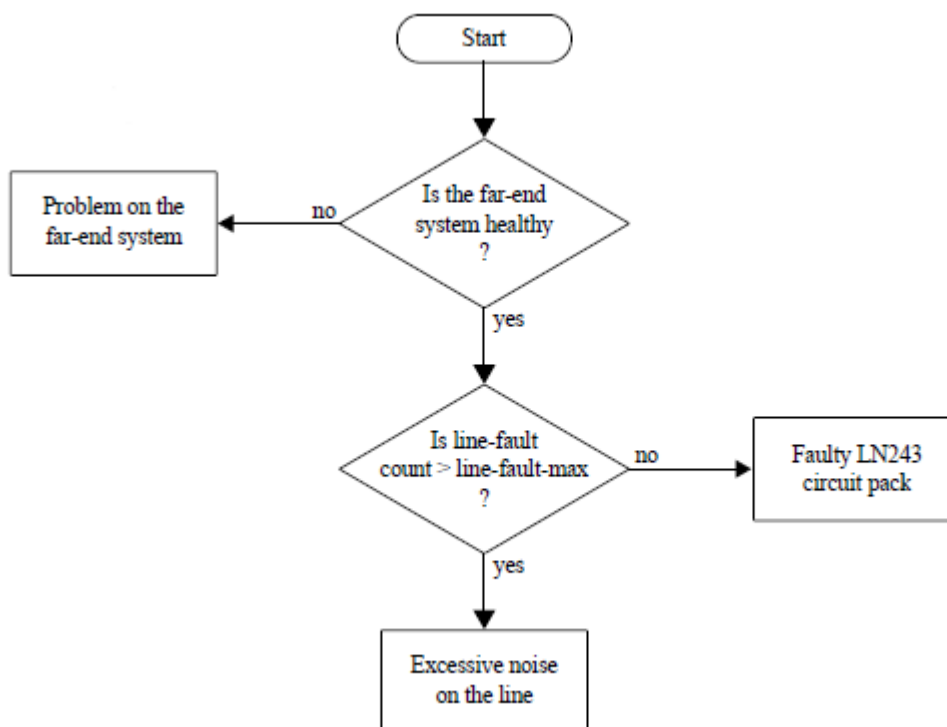 Start
Is the far-end
system healthy
?
no
Problem on the
far-end system
yes
Is line-fault
count > line-fault-max
?
no
Faulty LN243
circuit pack
yes
Excessive noise
on the line